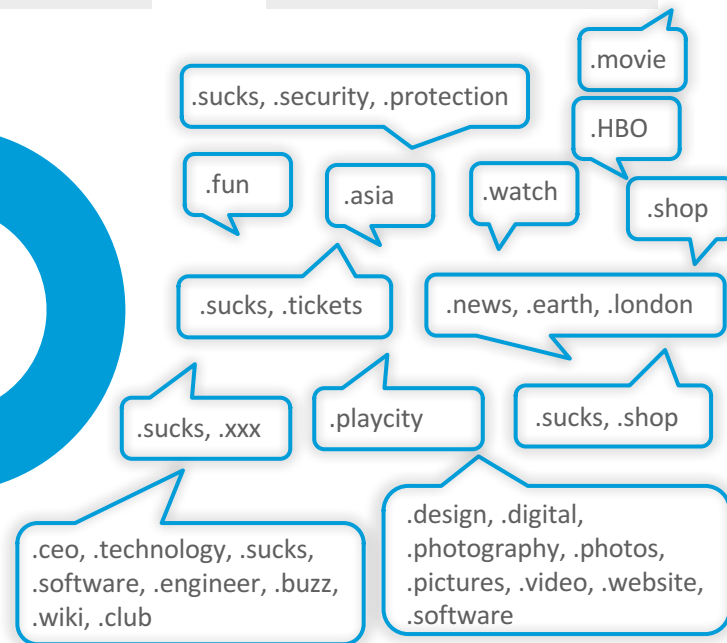 .movie
.sucks, .security, .protection
.HBO
.fun
.asia
.watch
.shop
.sucks, .tickets
.news, .earth, .london
.sucks, .xxx
.playcity
.sucks, .shop
.ceo, .technology, .sucks,
.software, .engineer, .buzz,
.wiki, .club
.design, .digital,
.photography, .photos,
.pictures, .video, .website,
.software